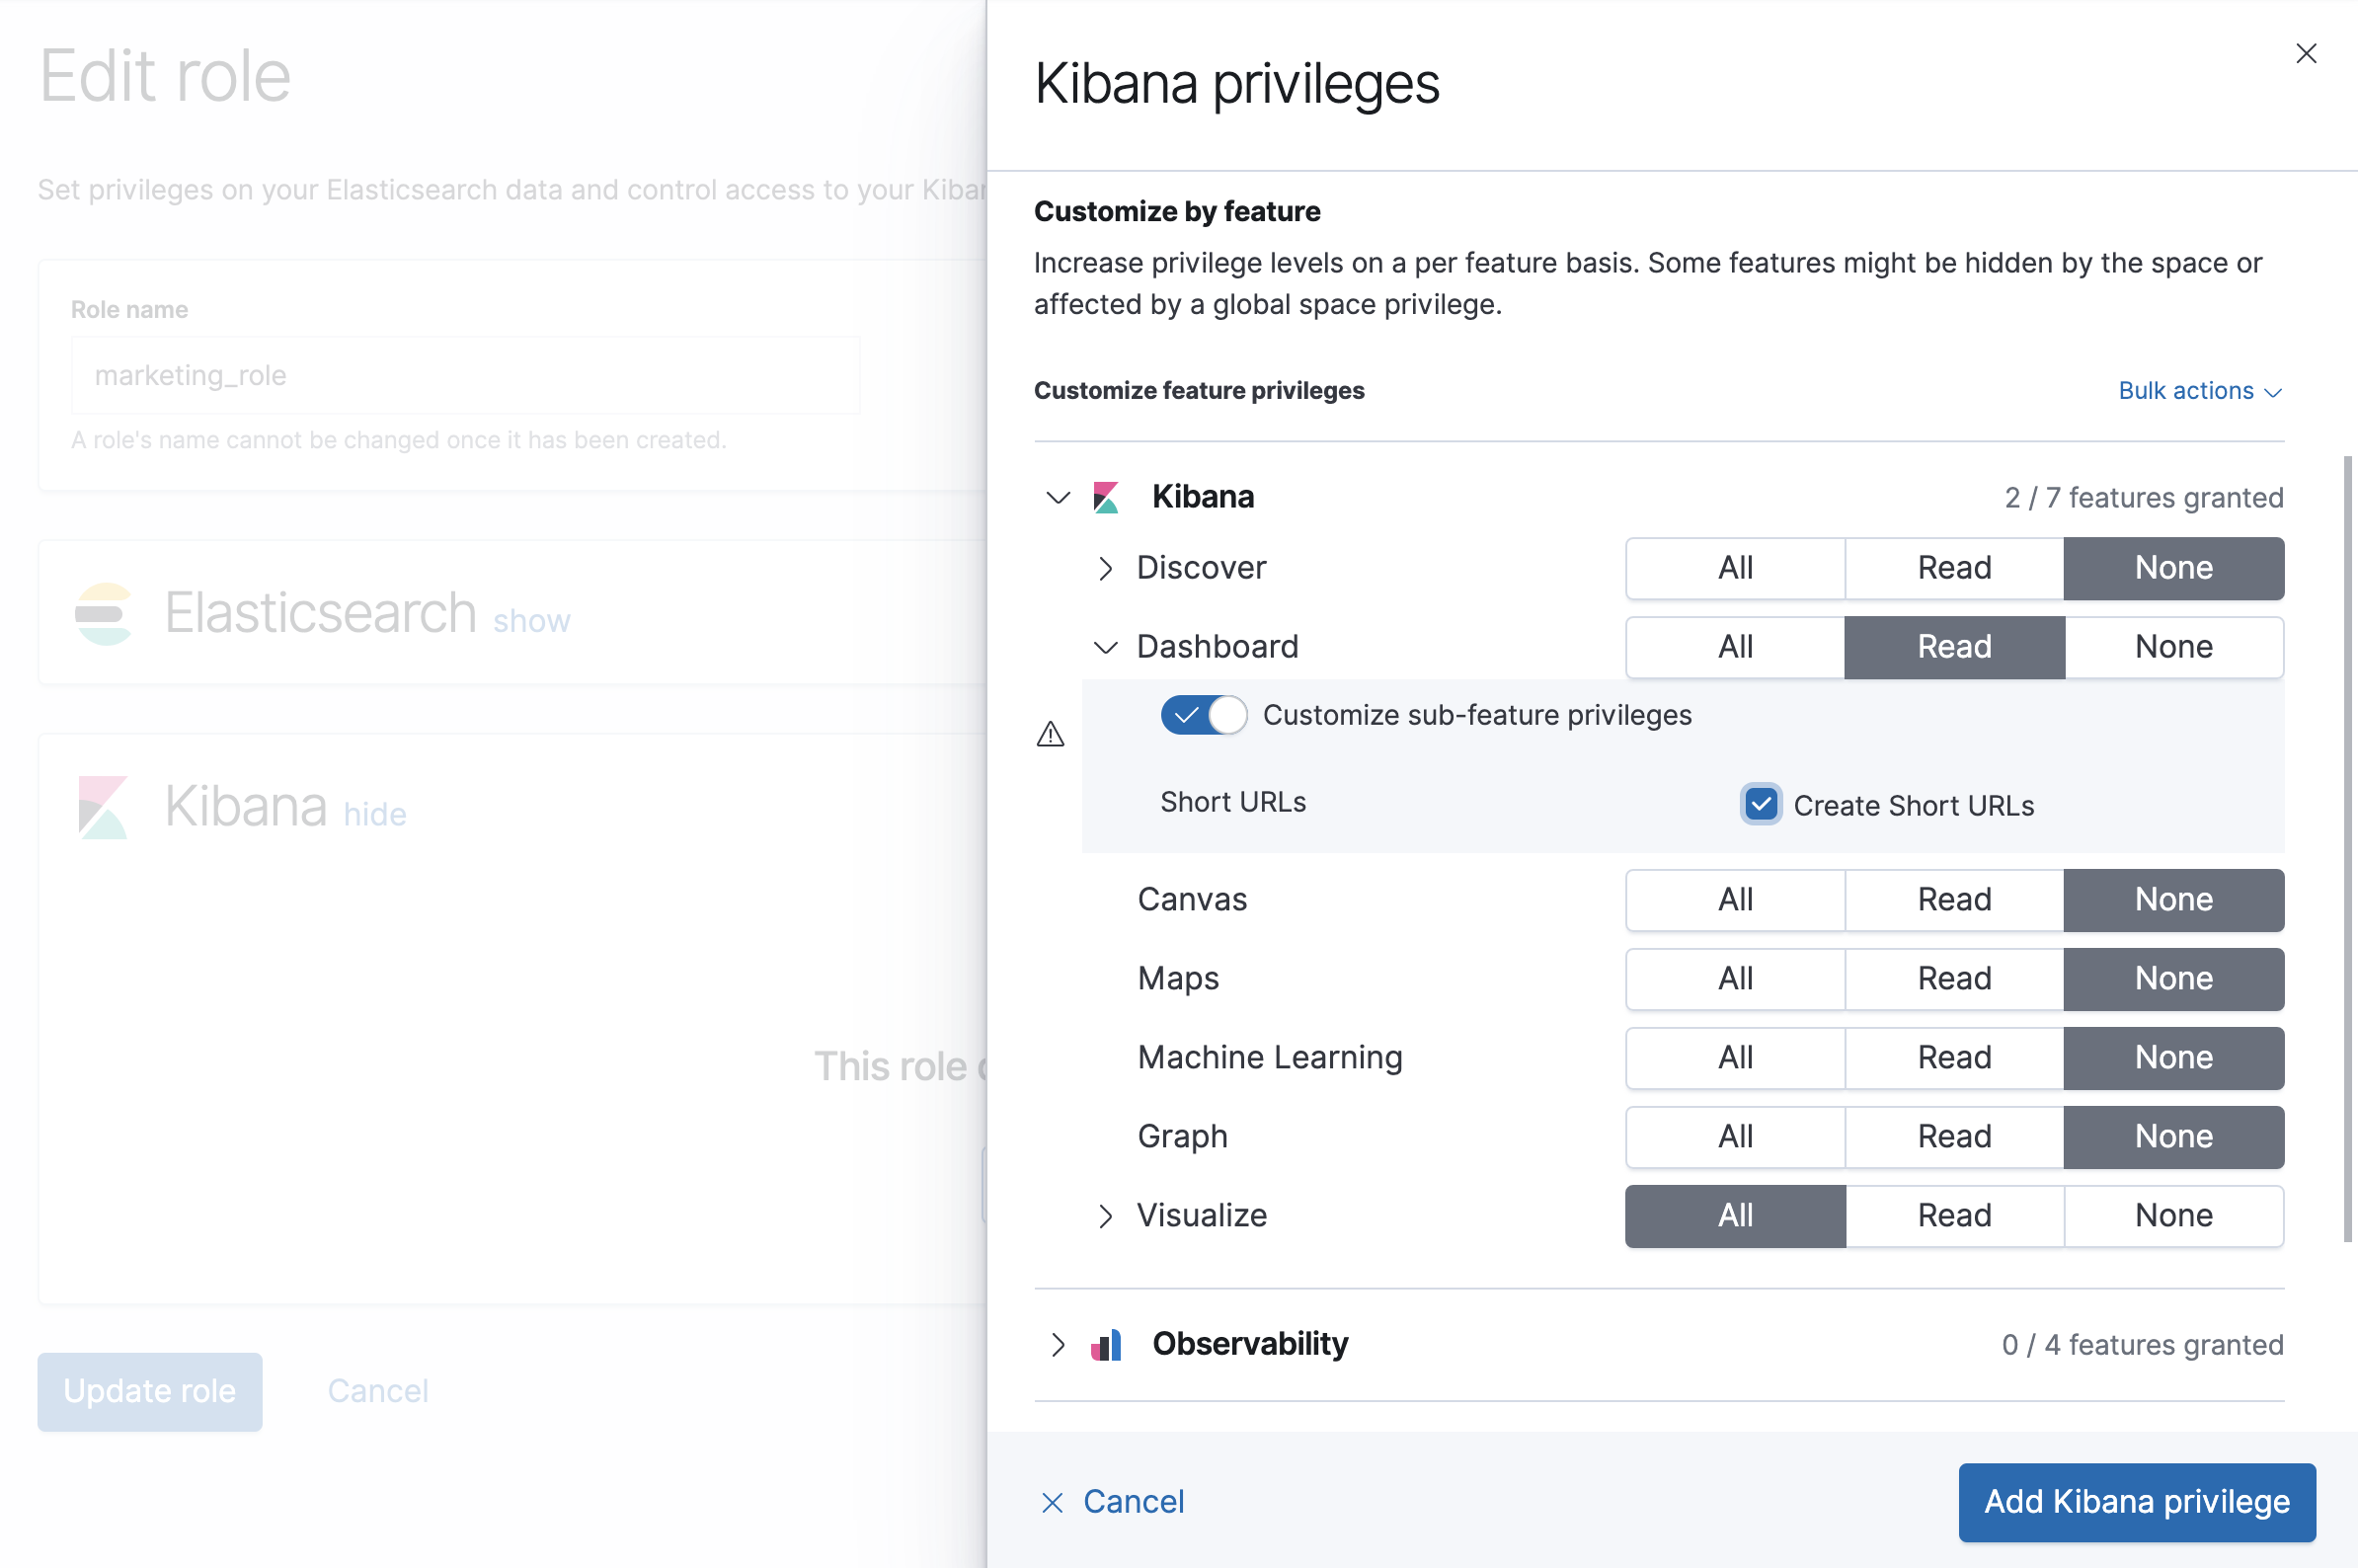 Edit role
Set privileges on your Elasticsearch data and control access to your
Role name
marketing_role
A role's name cannot be changed once it has been created.
Elasticsearch show
Kibana hide
This role
Update role
Cancel
Kibana privileges
Customize by feature
Increase privilege levels on a per feature basis. Some features might be hidden by the space or
affected by a global space privilege.
Customize feature privileges
Bulk actions
Kibana
2 / 7 features granted
Discover
All Read None
Dashboard
All Read None
Customize sub-feature privileges
Short URLs
Create Short URLs
Canvas
All Read None
Maps
All Read None
Machine Learning
All Read None
Graph
All Read None
Visualize
All Read None
Observability
0 / 4 features granted
Cancel
Add Kibana privilege